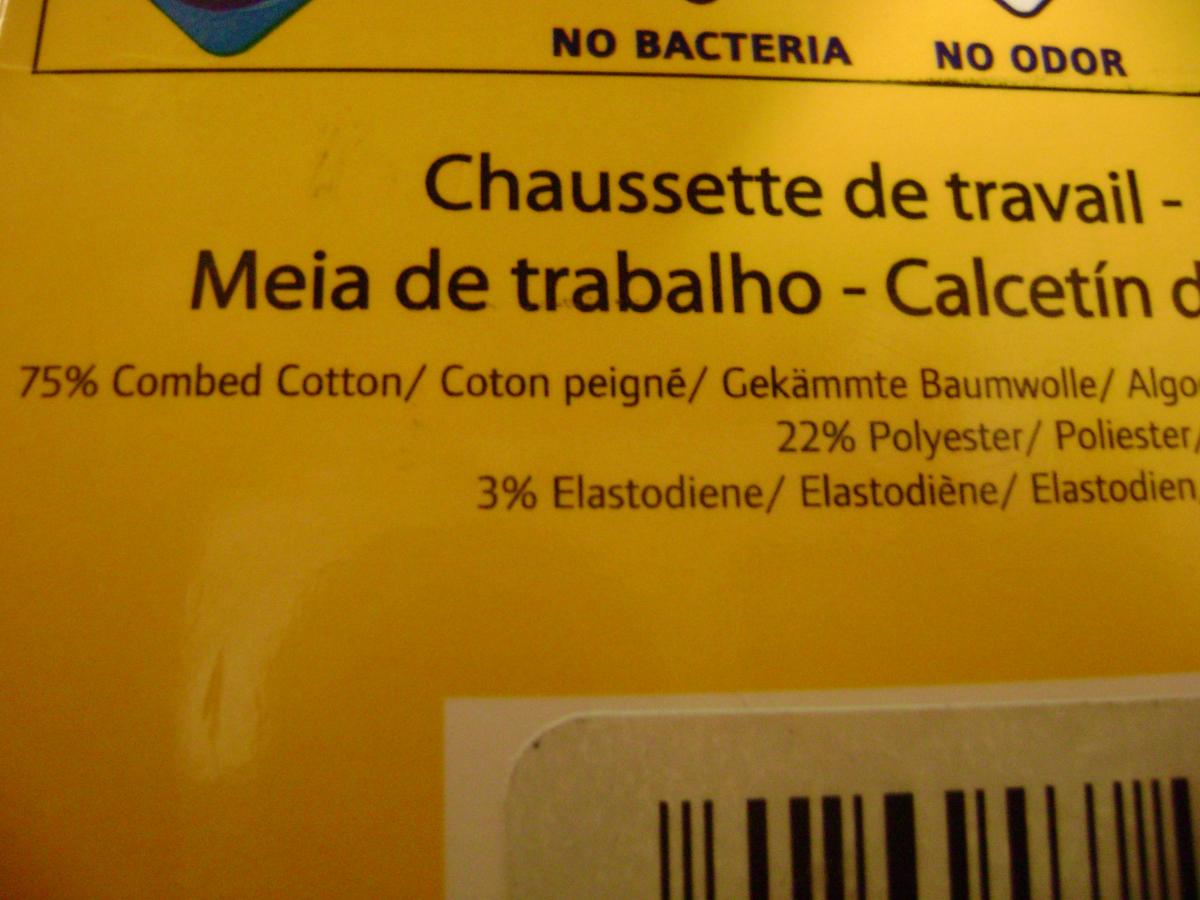 NO BACTERIA NO ODOR
Chaussette de travail -
Meia de trabalho - Calcetín
75% Combed Cotton/ Coton peigné/ Gekämmte Baumwolle/
22% Polyester/ Poliester/
3% Elastodiene/ Elastodiène/ Elastodien